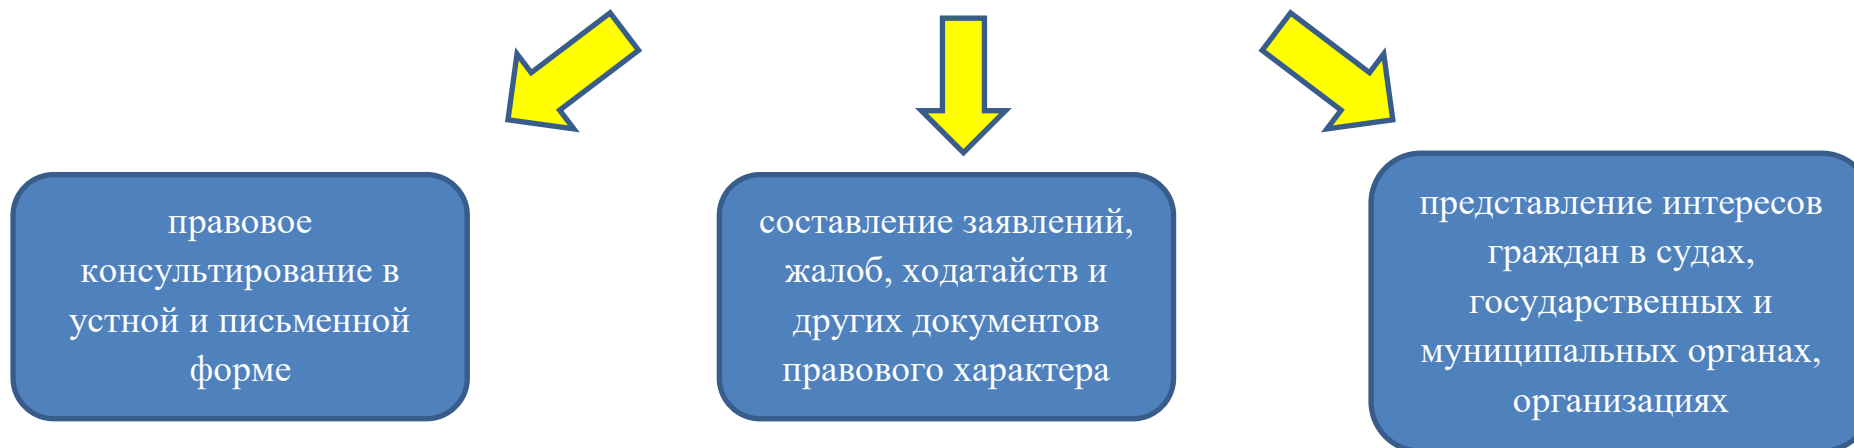 правовое
консультирование в
устной и письменной
форме
составление заявлений,
жалоб, ходатайств и
других документов
правового характера
представление интересов
граждан в судах,
государственных и
муниципальных органах,
организациях